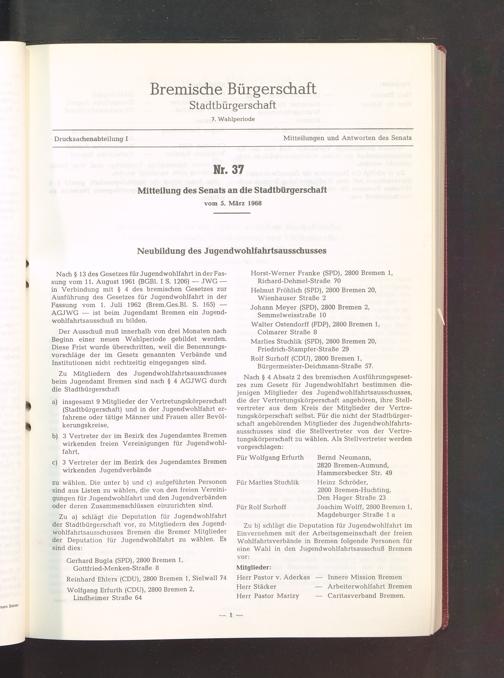 Bremische Bürgerschaft
Stadtbürgerschaft
7. Wahlperiode
Drucksachenabteilung I
Mitteilungen und Antworten des Senats
Nr. 37
Mitteilung des Senats an die Stadtbürgerschaft
vom 5. März 1968
Neubildung des Jugendwohlfahrtsausschusses
Nach § 13 des Gesetzes für Jugendwohlfahrt in der Fas-
sung vom 11. August 1961 (BGBl. I S. 1206) — JWG —
in Verbindung mit § 4 des bremischen Gesetzes zur
Ausführung des Gesetzes für Jugendwohlfahrt in der
Fassung vom 1. Juli 1962 (Brem.Ges.Bl. S. 165) —
AGJWG — ist beim Jugendamt Bremen ein Jugend-
wohlfahrtsausschuß zu bilden.
Der Ausschuß muß innerhalb von drei Monaten nach
Beginn einer neuen Wahlperiode gebildet werden.
Diese Frist wurde überschritten, weil die Benennungs-
vorschläge der im Gesetz genannten Verbände und
Institutionen nicht rechtzeitig eingegangen sind.
Zu Mitgliedern des Jugendwohlfahrtsausschusses
beim Jugendamt Bremen sind nach § 4 AGJWG durch
die Stadtbürgerschaft
a) insgesamt 9 Mitglieder der Vertretungskörperschaft
(Stadtbürgerschaft) und in der Jugendwohlfahrt er-
fahrene oder tätige Männer und Frauen aller Bevöl-
kerungskreise,
b) 3 Vertreter der im Bezirk des Jugendamtes Bremen
wirkenden freien Vereinigungen für Jugendwohl-
fahrt,
c) 3 Vertreter der im Bezirk des Jugendamtes Bremen
wirkenden Jugendverbände
zu wählen. Die unter b) und c) aufgeführten Personen
sind aus Listen zu wählen, die von den freien Vereini-
gungen für Jugendwohlfahrt und den Jugendverbänden
oder deren Zusammenschlüssen einzurichten sind.
Zu a) schlägt die Deputation für Jugendwohlfahrt
der Stadtbürgerschaft vor, zu Mitgliedern des Jugend-
wohlfahrtsausschusses Bremen die Bremer Mitglieder
der Deputation für Jugendwohlfahrt zu wählen. Es
sind dies:
Gerhard Bugla (SPD), 2800 Bremen 1,
Gottfried-Menken-Straße 8
Reinhard Ehlers (CDU), 2800 Bremen 1, Sielwall 74
Wolfgang Erfurth (CDU), 2800 Bremen 2,
Lindheimer Straße 64
Horst-Werner Franke (SPD), 2800 Bremen 1,
Richard-Dehmel-Straße 70
Helmut Fröhlich (SPD), 2800 Bremen 20,
Wienhauser Straße 2
Johann Meyer (SPD), 2800 Bremen 2,
Semmelweisstraße 10
Walter Ostendorff (FDP), 2800 Bremen 1,
Colmarer Straße 8
Marlies Stuchlik (SPD), 2800 Bremen 20,
Friedrich-Stampfer-Straße 29
Rolf Surhoff (CDU), 2800 Bremen 1,
Bürgermeister-Deichmann-Straße 57.
Nach § 4 Absatz 2 des bremischen Ausführungsgeset-
zes zum Gesetz für Jugendwohlfahrt bestimmen die-
jenigen Mitglieder des Jugendwohlfahrtsausschusses,
die der Vertretungskörperschaft angehören, ihre Stell-
vertreter aus dem Kreis der Mitglieder der Vertre-
tungskörperschaft selbst. Für die nicht der Stadtbürger-
schaft angehörenden Mitglieder des Jugendwohlfahrts-
ausschusses sind die Stellvertreter von der Vertre-
tungskörperschaft zu wählen. Als Stellvertreter werden
vorgeschlagen:
Für Wolfgang Erfurth Bernd Neumann,
2820 Bremen-Aumund,
Hammersbecker Str. 49
Für Marlies Stuchlik Heinz Schröder,
2800 Bremen-Huchting,
Den Hager Straße 23
Für Rolf Surhoff Joachim Wolff, 2800 Bremen 1,
Magdeburger Straße 1 a
Zu b) schlägt die Deputation für Jugendwohlfahrt im
Einvernehmen mit der Arbeitsgemeinschaft der freien
Wohlfahrtsverbände in Bremen folgende Personen für
eine Wahl in den Jugendwohlfahrtsausschuß Bremen
vor:
Mitglieder:
Herr Pastor v. Aderkas — Innere Mission Bremen
Herr Stäcker — Arbeiterwohlfahrt Bremen
Herr Pastor Marizy — Caritasverband Bremen.
— 1 —